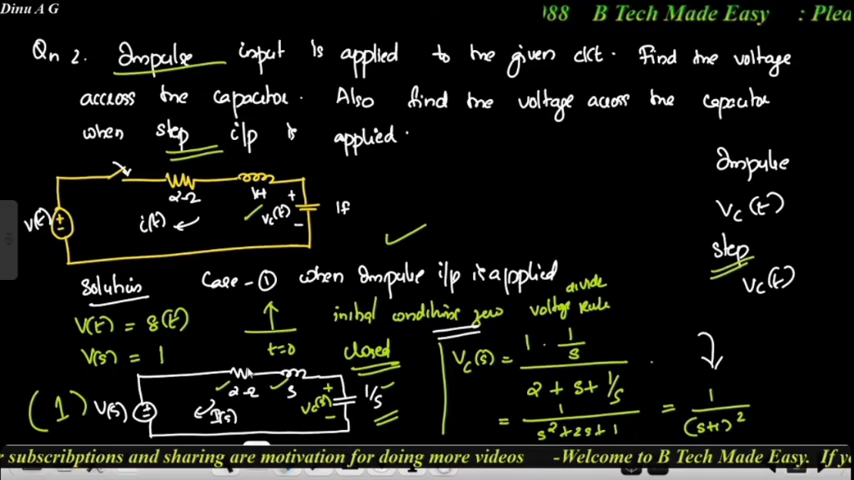 Dinu A G
988 B Tech Made Easy : Plea
Qn 2. Impulse input is applied to the given ckt. Find the voltage
accross the capacitor. Also find the voltage across the capacitor
when step i/p is applied.
Impulse
Vc(t)
step
Vc(t)
V(t) + - i(t) 2Ω 1H + Vc(t) - 1F
Solution Case - ① when Impulse i/p is applied
V(t) = δ(t) initial conditions zero voltage divide rule
V(s) = 1 t=0 closed
Vc(s) = 1 · 1/s / 2 + s + 1/s
(1) V(s) + - I(s) 2Ω s + Vc(s) - 1/s
= 1 / s²+2s+1 = 1 / (s+1)²
r subscribptions and sharing are motivation for doing more videos -Welcome to B Tech Made Easy. If y